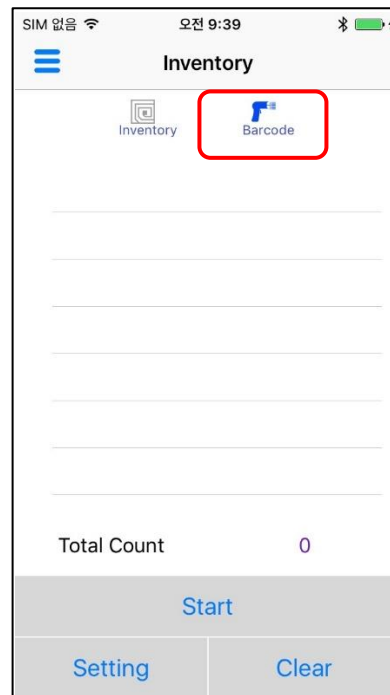 SIM 없음 오전 9:39
Inventory
Inventory Barcode
Total Count 0
Start
Setting Clear